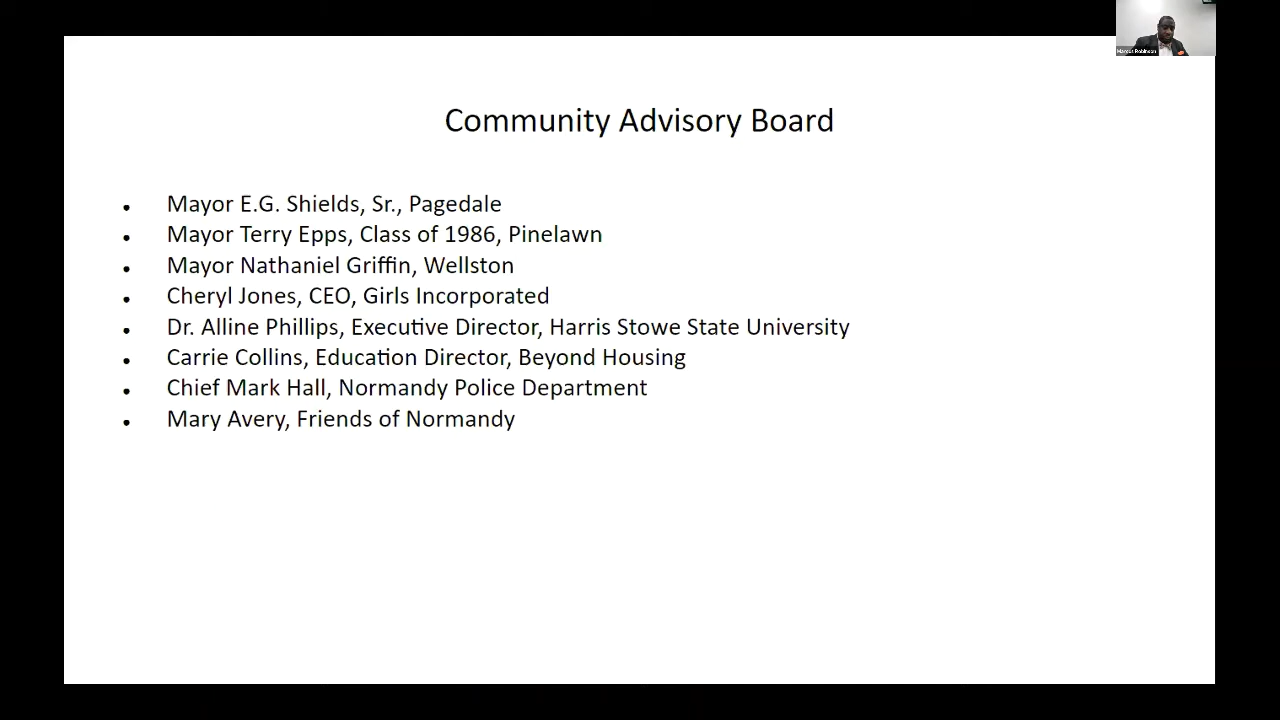 Marcus Robinson
Community Advisory Board
• Mayor E.G. Shields, Sr., Pagedale
• Mayor Terry Epps, Class of 1986, Pinelawn
• Mayor Nathaniel Griffin, Wellston
• Cheryl Jones, CEO, Girls Incorporated
• Dr. Alline Phillips, Executive Director, Harris Stowe State University
• Carrie Collins, Education Director, Beyond Housing
• Chief Mark Hall, Normandy Police Department
• Mary Avery, Friends of Normandy